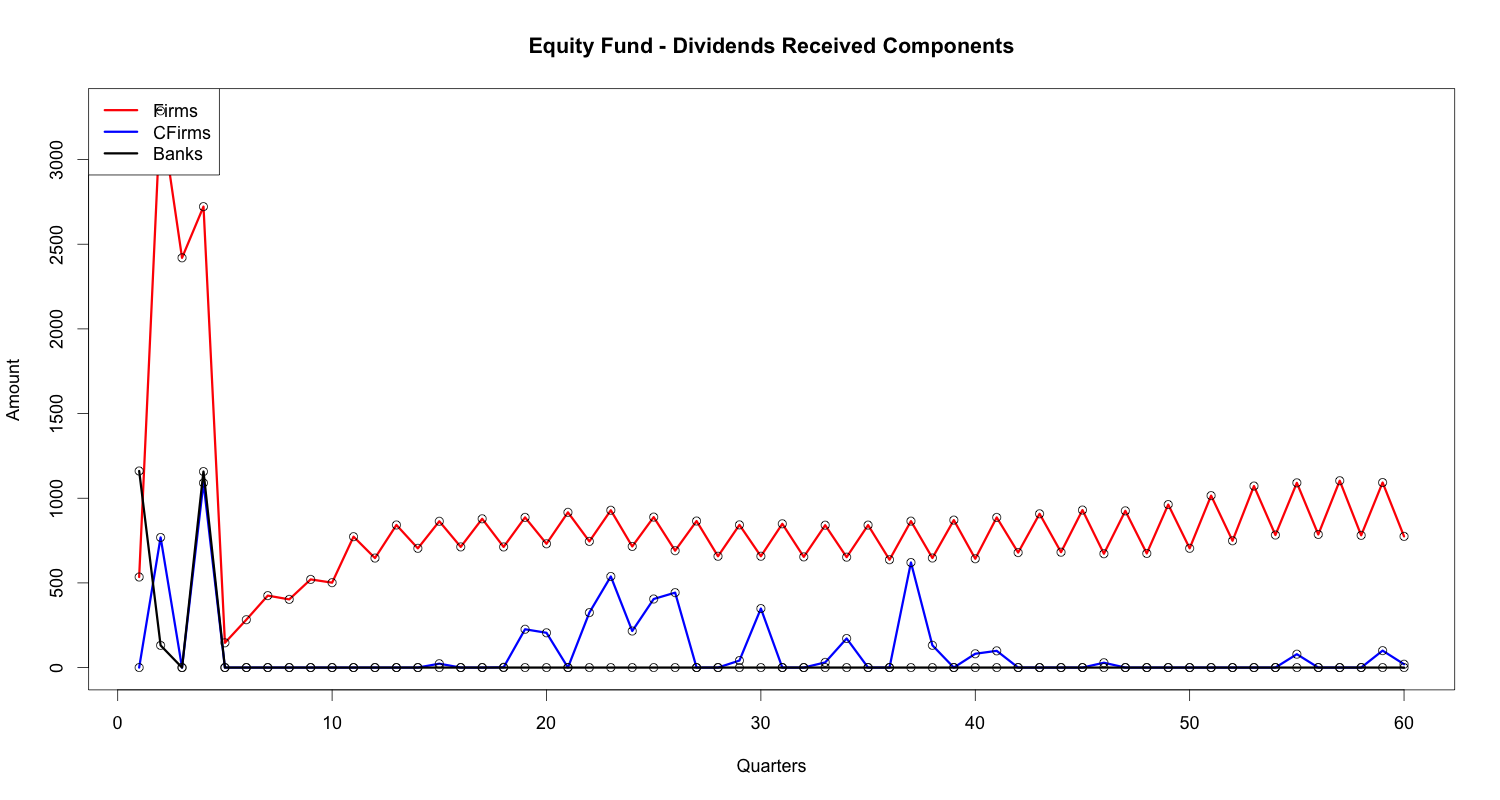 Equity Fund - Dividends Received Components
Firms
CFirms
Banks
Amount
3000
2500
2000
1500
1000
500
0
0 10 20 30 40 50 60
Quarters